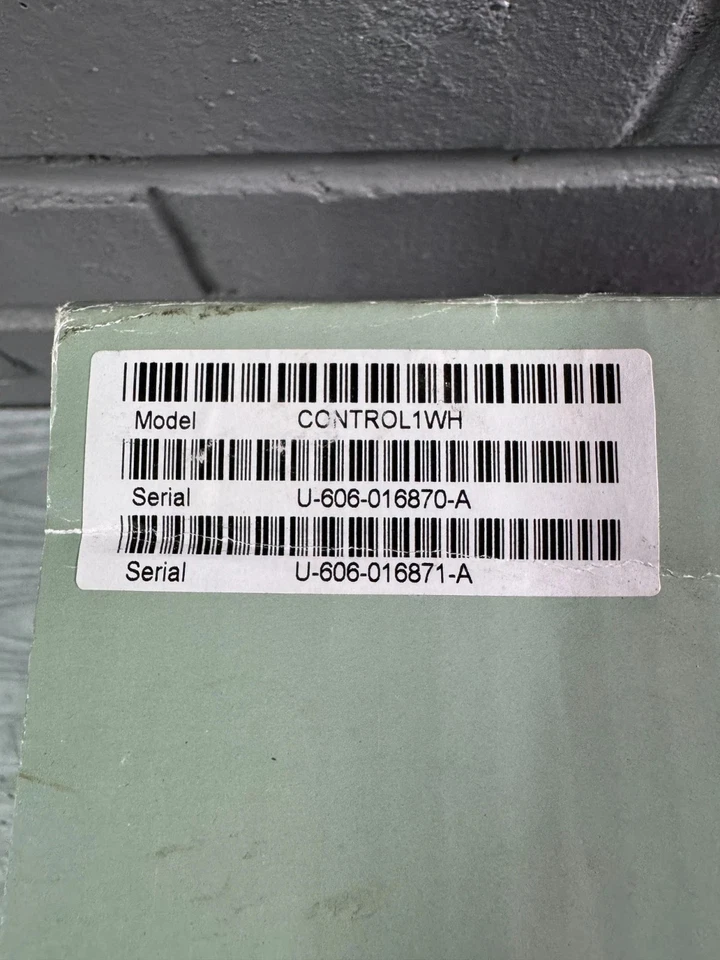 Model CONTROL1WH
Serial U-606-016870-A
Serial U-606-016871-A